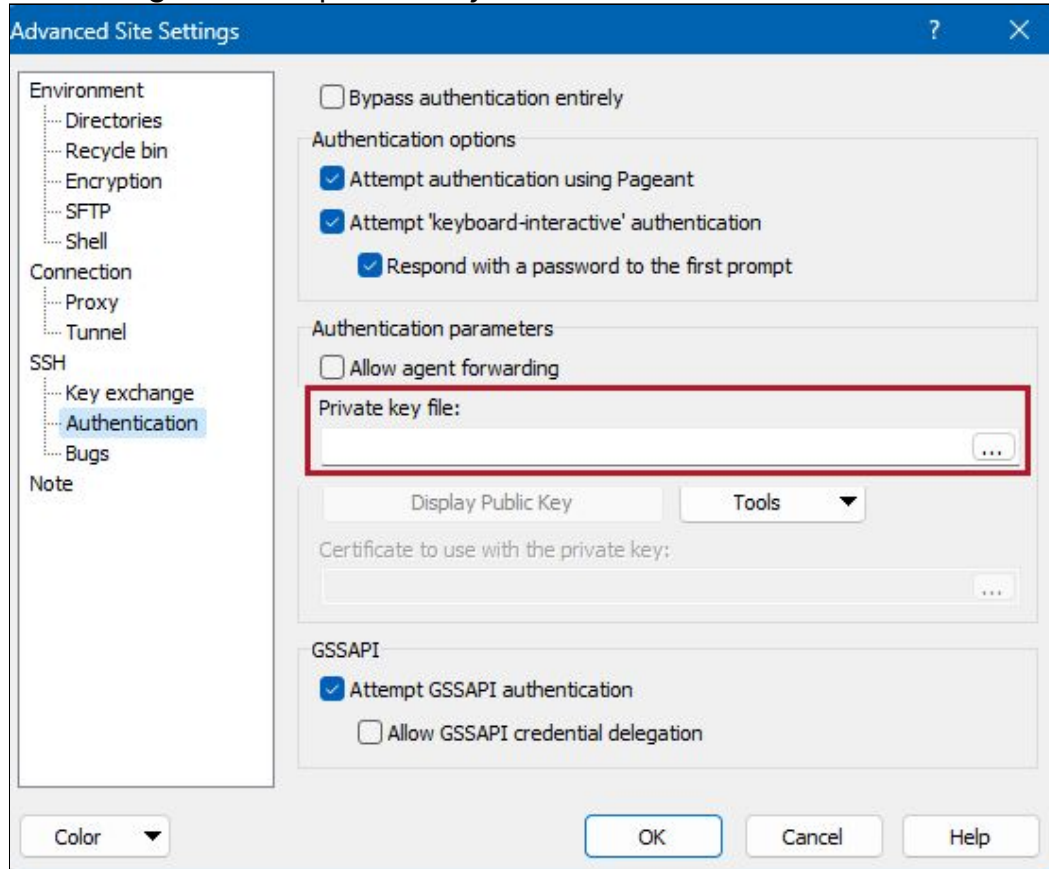 Advanced Site Settings ? ×
Environment
Directories
Recycle bin
Encryption
SFTP
Shell
Connection
Proxy
Tunnel
SSH
Key exchange
Authentication
Bugs
Note
Bypass authentication entirely
Authentication options
Attempt authentication using Pageant
Attempt 'keyboard-interactive' authentication
Respond with a password to the first prompt
Authentication parameters
Allow agent forwarding
Private key file:
...
Display Public Key Tools
Certificate to use with the private key:
...
GSSAPI
Attempt GSSAPI authentication
Allow GSSAPI credential delegation
Color OK Cancel Help